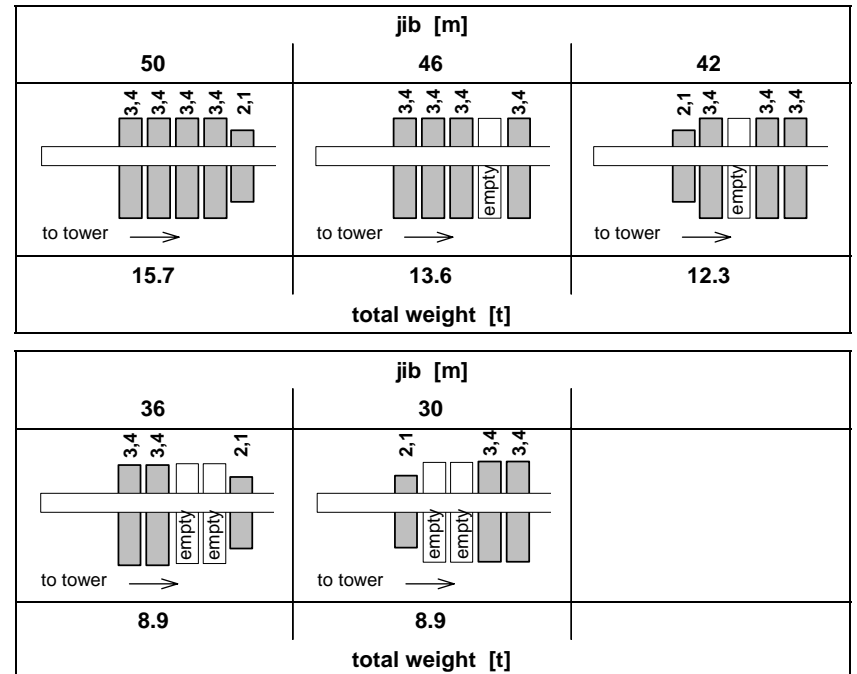 jib [m]
50 46 42
3,4 3,4 3,4 3,4 2,1 3,4 3,4 3,4 3,4 2,1 3,4 3,4 3,4
empty empty
to tower to tower to tower
15.7 13.6 12.3
total weight [t]
jib [m]
36 30
3,4 3,4 2,1 2,1 3,4 3,4
empty empty empty empty
to tower to tower
8.9 8.9
total weight [t]